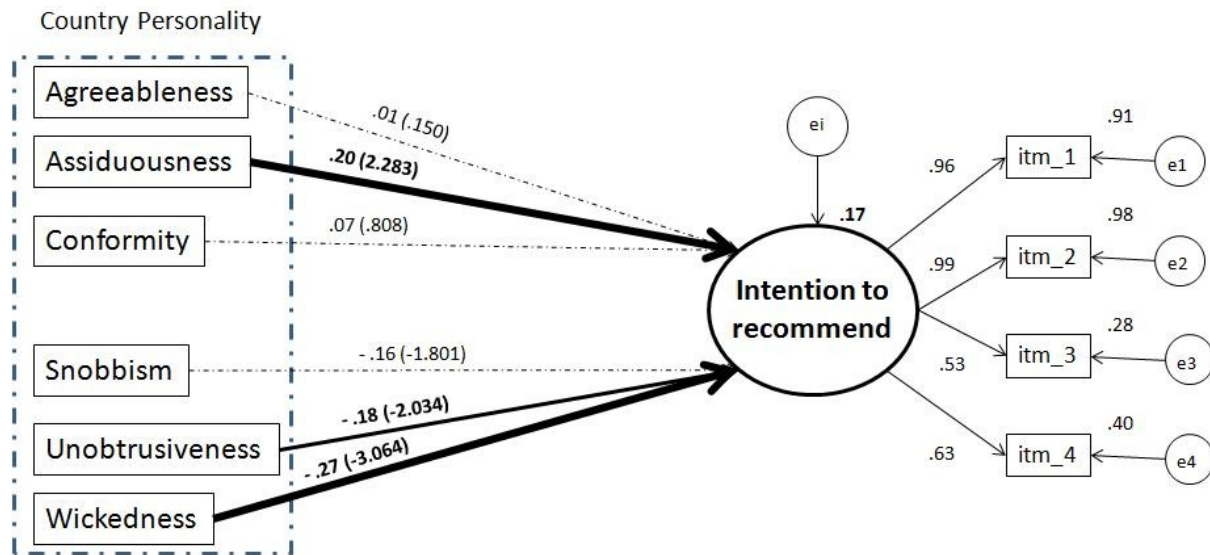 Country Personality
Agreeableness
.01 (.150)
Assiduousness
.20 (2.283)
Conformity
.07 (.808)
Snobbism
- .16 (-1.801)
Unobtrusiveness
- .18 (-2.034)
Wickedness
- .27 (-3.064)
ei
.17
Intention to
recommend
.96
itm_1
.91
e1
.99
itm_2
.98
e2
.53
itm_3
.28
e3
.63
itm_4
.40
e4